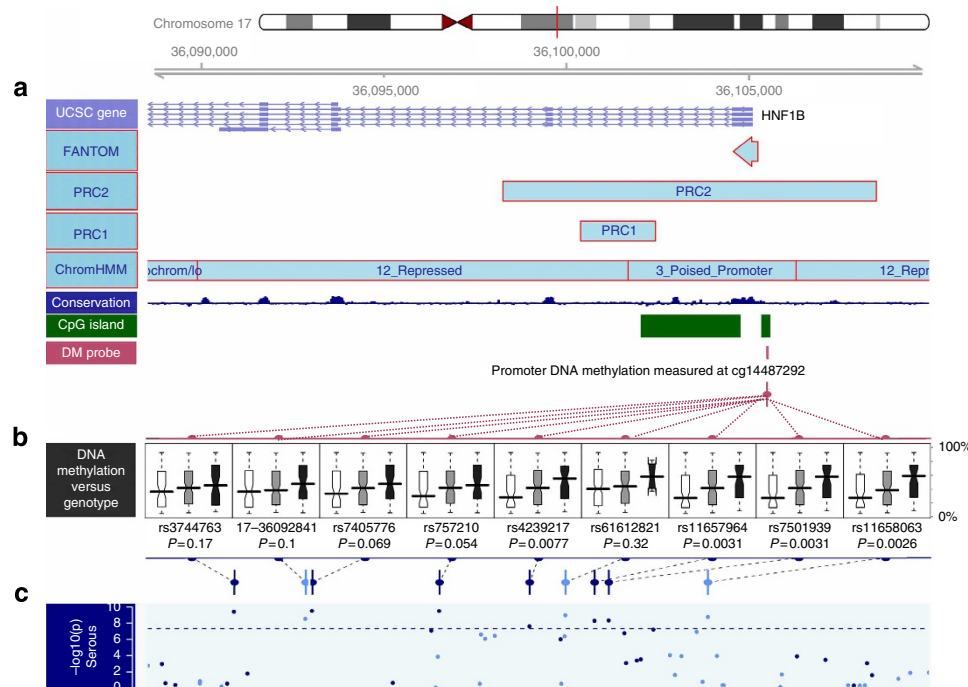 Chromosome 17
36,090,000 36,100,000
36,095,000 36,105,000
a
UCSC gene HNF1B
FANTOM
PRC2 PRC2
PRC1 PRC1
ChromHMM ochrom/lo 12_Repressed 3_Poised_Promoter 12_Repr
Conservation
CpG island
DM probe
Promoter DNA methylation measured at cg14487292
b
DNA methylation versus genotype
100%
0%
rs3744763 17–36092841 rs7405776 rs757210 rs4239217 rs61612821 rs11657964 rs7501939 rs11658063
P=0.17 P=0.1 P=0.069 P=0.054 P=0.0077 P=0.32 P=0.0031 P=0.0031 P=0.0026
c
–log10(p)
Serous
10
8
6
4
2
0